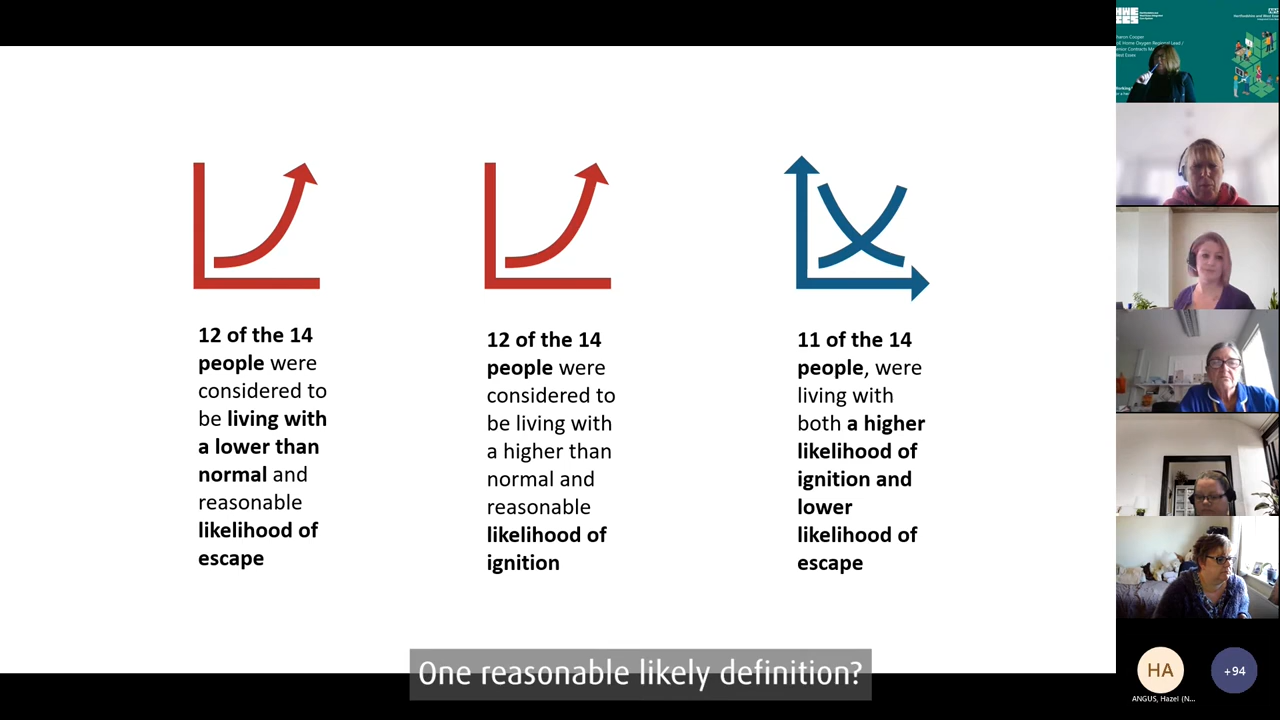 12 of the 14
people were
considered to
be living with
a lower than
normal and
reasonable
likelihood of
escape
12 of the 14
people were
considered to
be living with
a higher than
normal and
reasonable
likelihood of
ignition
11 of the 14
people, were
living with
both a higher
likelihood of
ignition and
lower
likelihood of
escape
One reasonable likely definition?
HA
+94
ANGUS, Hazel (N...